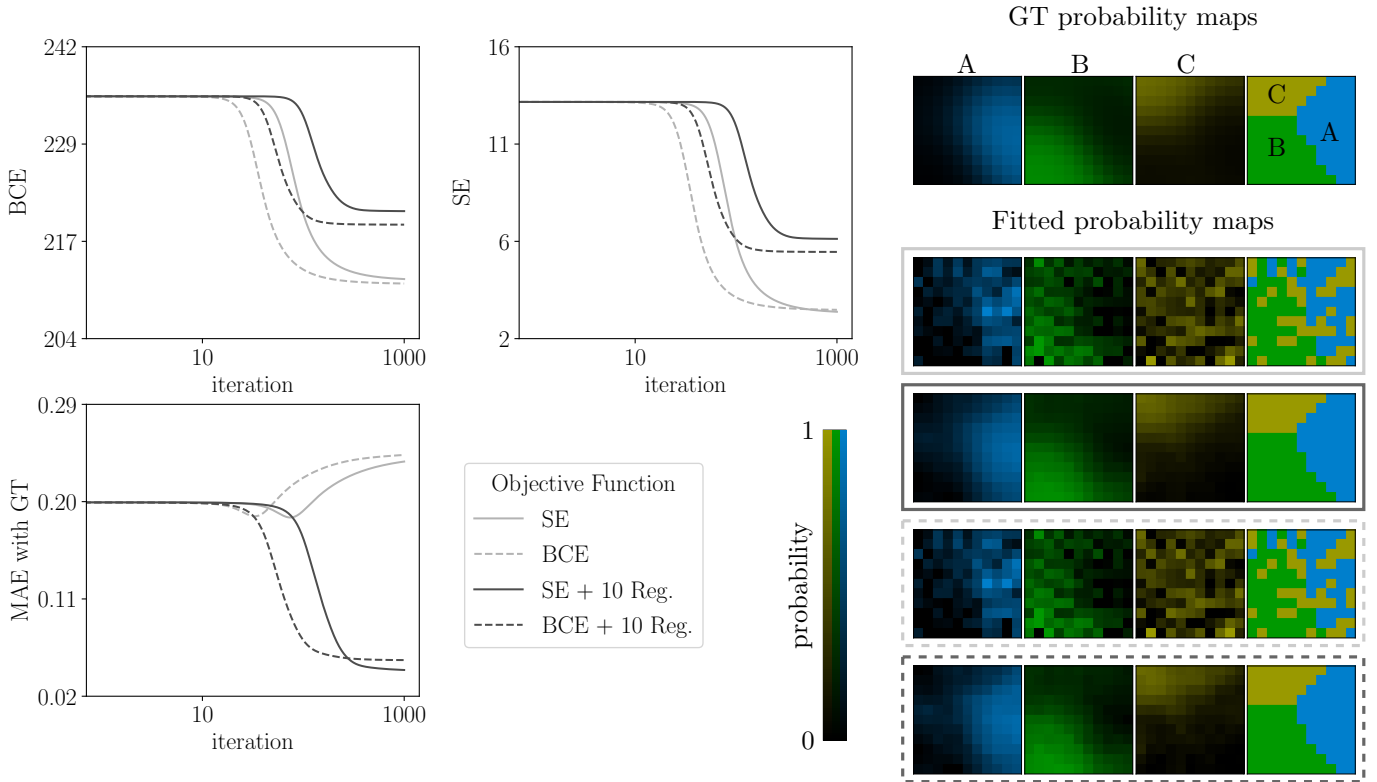 GT probability maps
A B C
C
A
B
242
229
217
204
BCE
10 1000
iteration
16
11
6
2
SE
10 1000
iteration
Fitted probability maps
0.29
0.20
0.11
0.02
MAE with GT
10 1000
iteration
Objective Function
SE
BCE
SE + 10 Reg.
BCE + 10 Reg.
1
probability
0